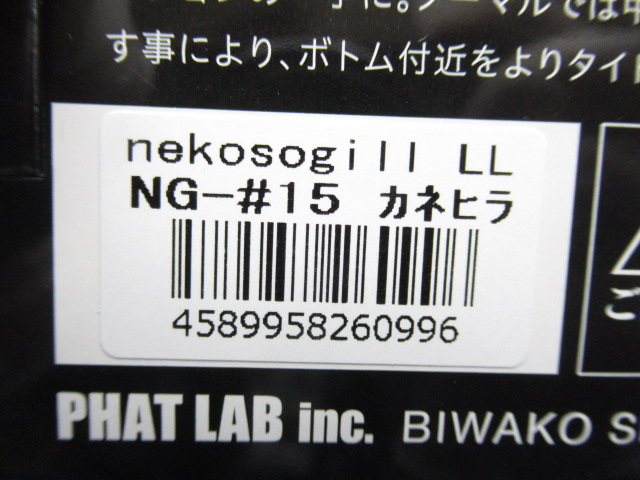 す事により、ボトム付近をよりタイ
nekosogill LL
NG-#15 カネヒラ
4589958260996
PHAT LAB inc. BIWAKO